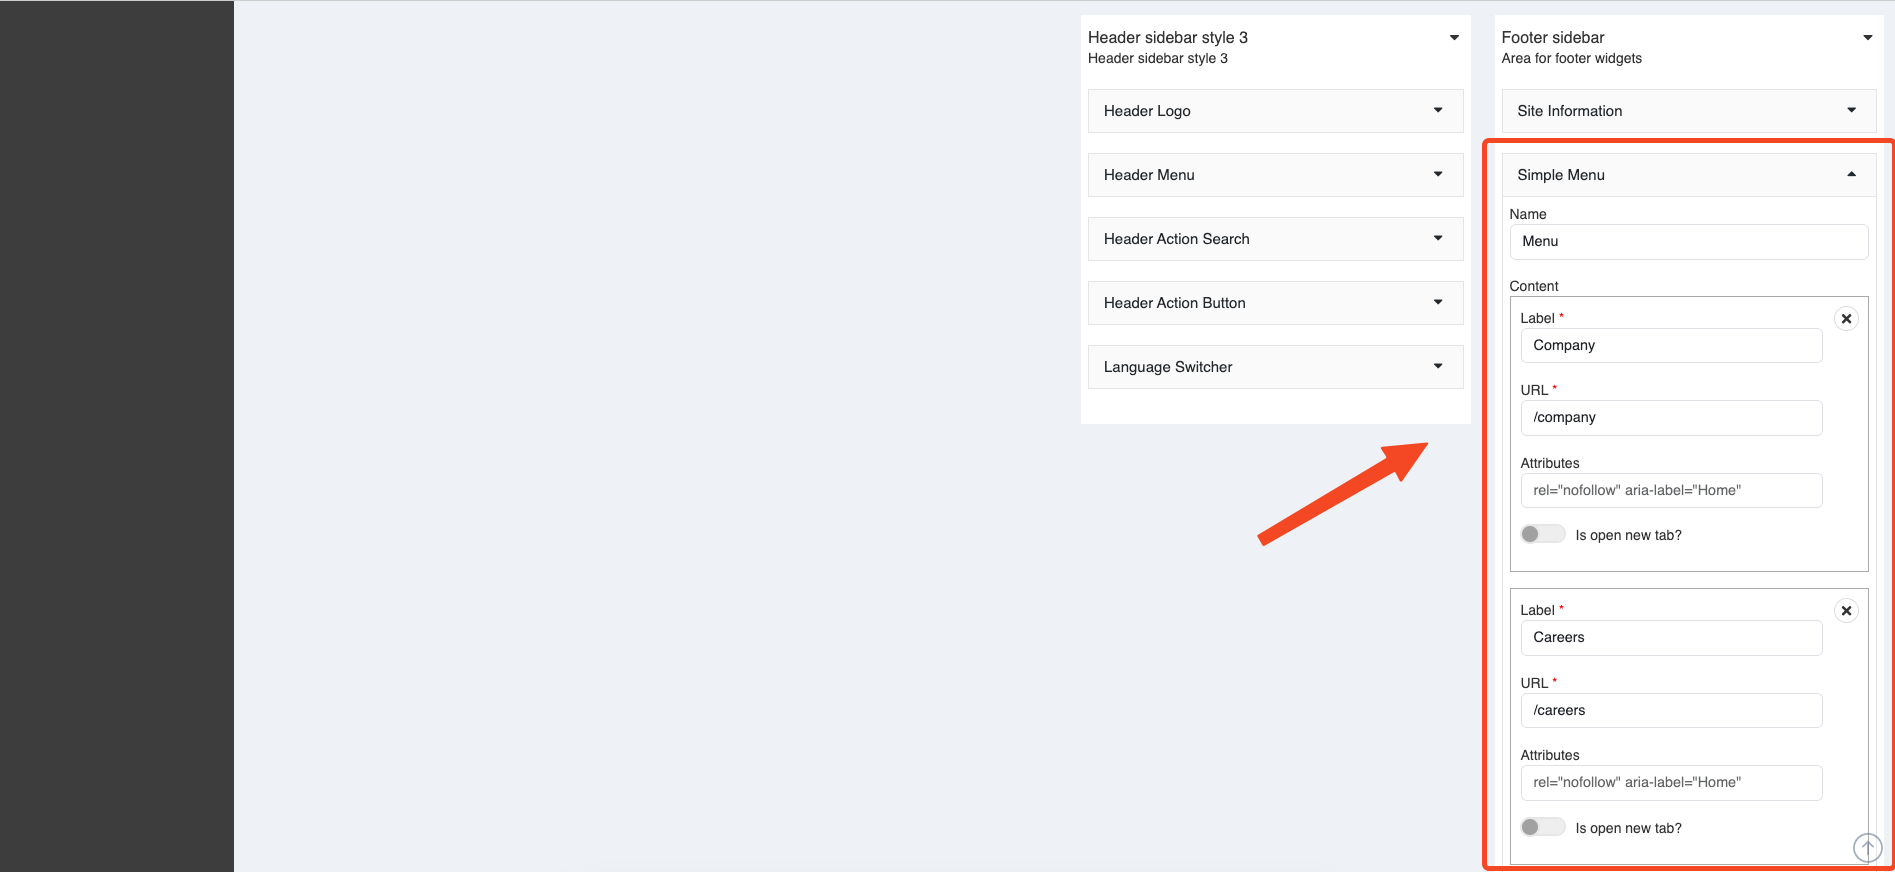 Header sidebar style 3
Header sidebar style 3
Header Logo
Header Menu
Header Action Search
Header Action Button
Language Switcher
Footer sidebar
Area for footer widgets
Site Information
Simple Menu
Name
Menu
Content
Label *
Company
URL *
/company
Attributes
rel="nofollow" aria-label="Home"
Is open new tab?
Label *
Careers
URL *
/careers
Attributes
rel="nofollow" aria-label="Home"
Is open new tab?